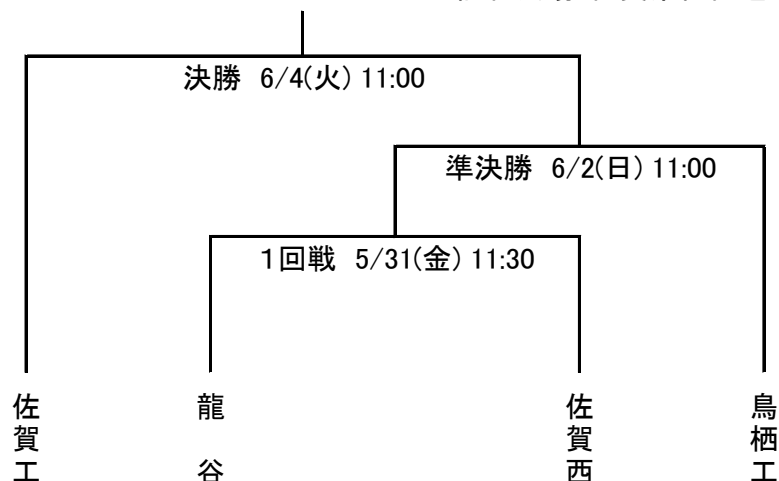 決勝 6/4(火) 11:00
準決勝 6/2(日) 11:00
1回戦 5/31(金) 11:30
佐賀工
龍谷
佐賀西
鳥栖工